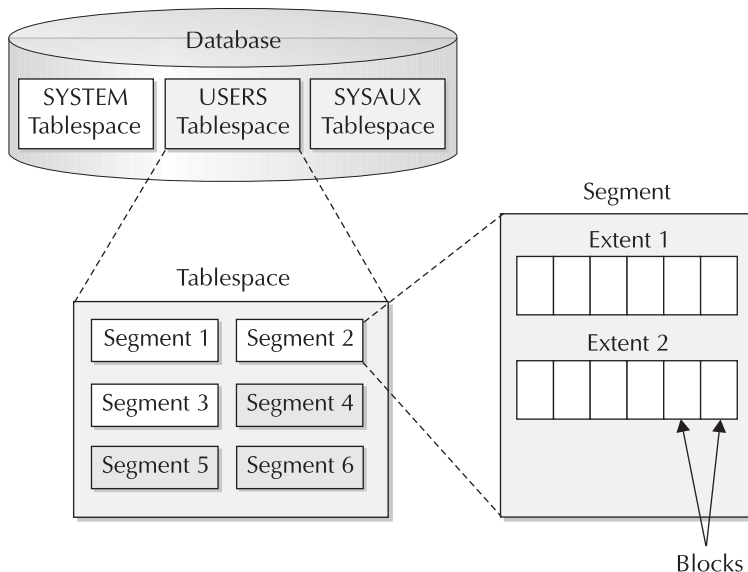 Database
SYSTEM
Tablespace
USERS
Tablespace
SYSAUX
Tablespace
Tablespace
Segment 1
Segment 2
Segment 3
Segment 4
Segment 5
Segment 6
Segment
Extent 1
Extent 2
Blocks